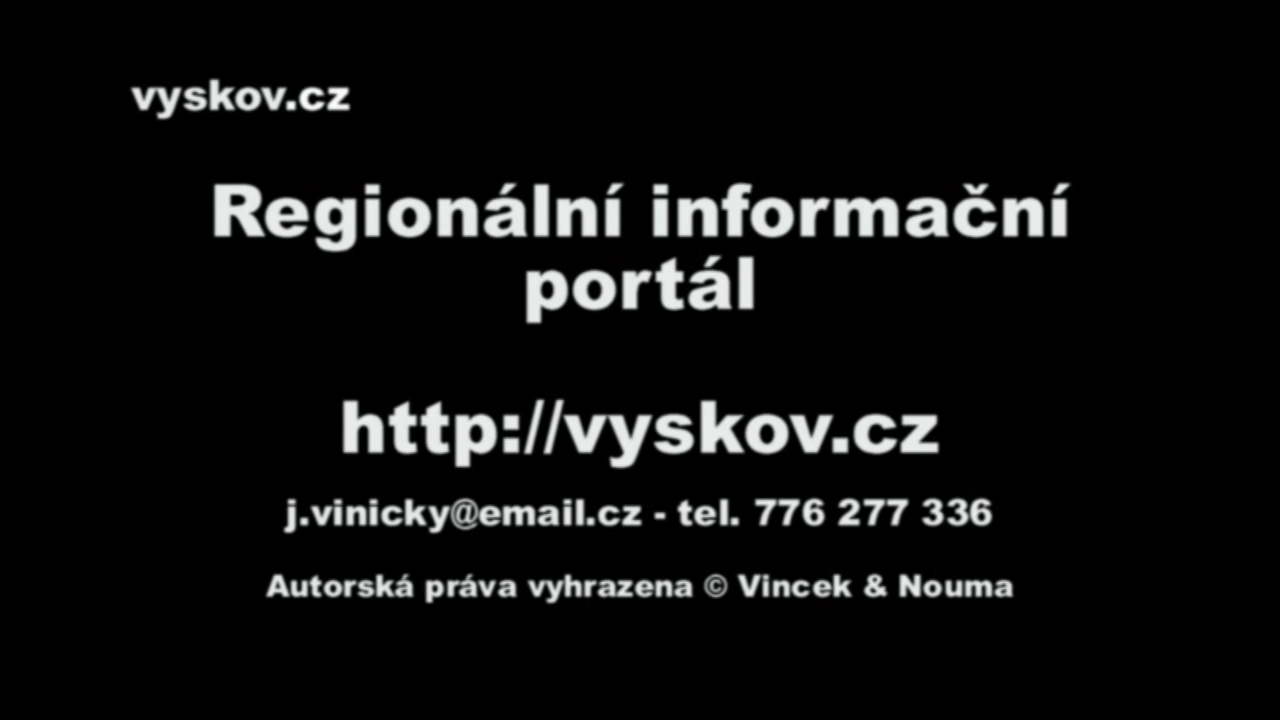 vyskov.cz
Regionální informační
portál
http://vyskov.cz
j.vinicky@email.cz - tel. 776 277 336
Autorská práva vyhrazena © Vincek & Nouma